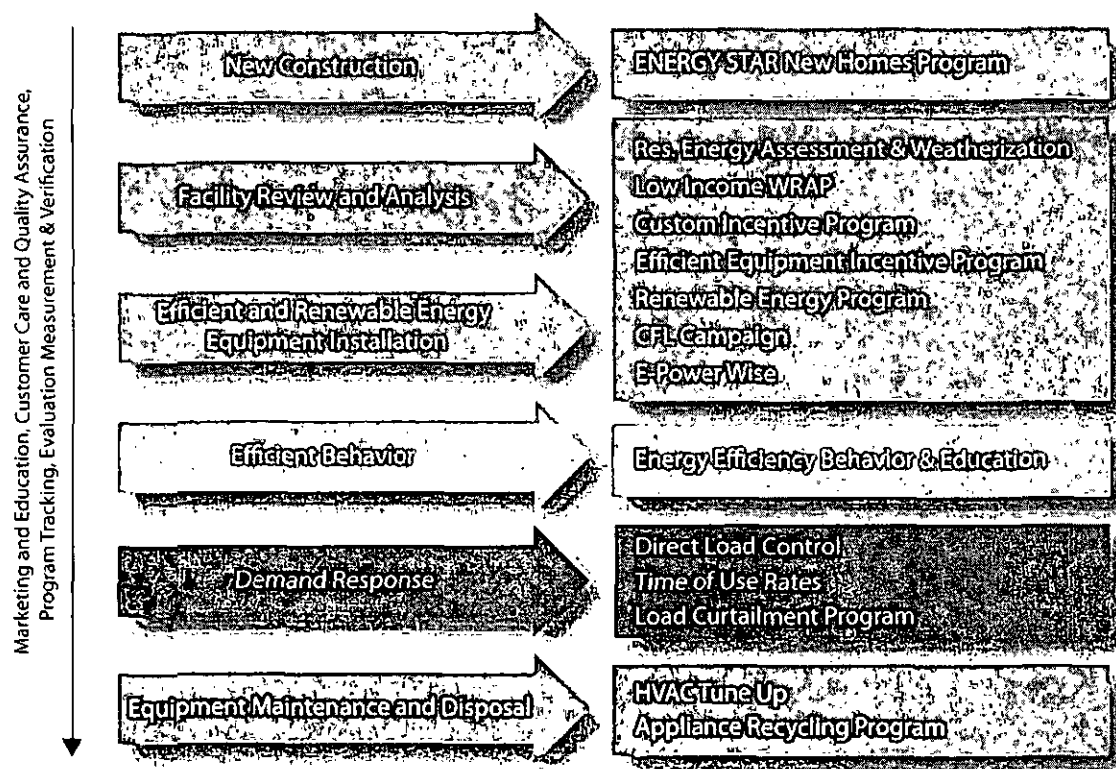 Marketing and Education, Customer Care and Quality Assurance,
Program Tracking, Evaluation Measurement & Verification
New Construction
ENERGY STAR New Homes Program
Facility Review and Analysis
Efficient and Renewable Energy
Equipment Installation
Res. Energy Assessment & Weatherization
Low Income WRAP
Custom Incentive Program
Efficient Equipment Incentive Program
Renewable Energy Program
CFL Campaign
E-Power Wise
Efficient Behavior
Energy Efficiency Behavior & Education
Demand Response
Direct Load Control
Time of Use Rates
Load Curtailment Program
Equipment Maintenance and Disposal
HVAC Tune Up
Appliance Recycling Program